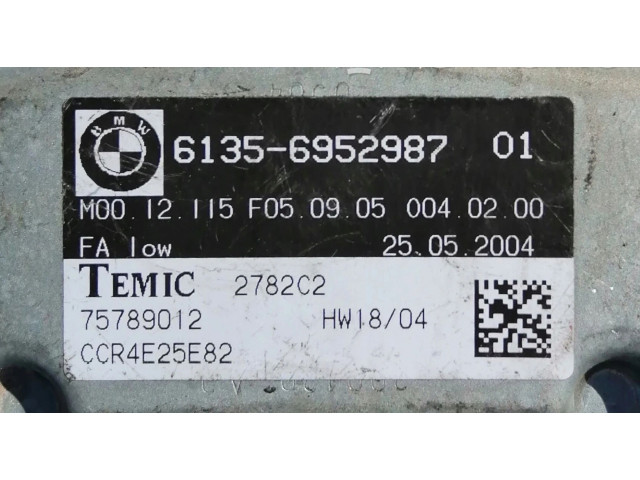 BMW
6135-6952987 01
M00.12.115 F05.09.05 004.02.00
FA low 25.05.2004
TEMIC 2782C2
75789012 HW18/04
CCR4E25E82